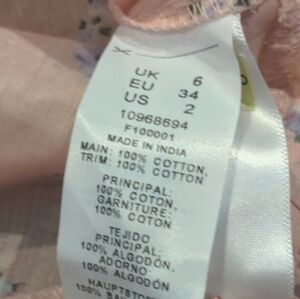 UK 6
EU 34
US 2
10968694
F100001
MADE IN INDIA
MAIN: 100% COTTON,
TRIM: 100% COTTON
PRINCIPAL:
100% COTON,
GARNITURE:
100% COTON
TEJIDO
PRINCIPAL:
100% ALGODÓN,
ADORNO:
100% ALGODÓN